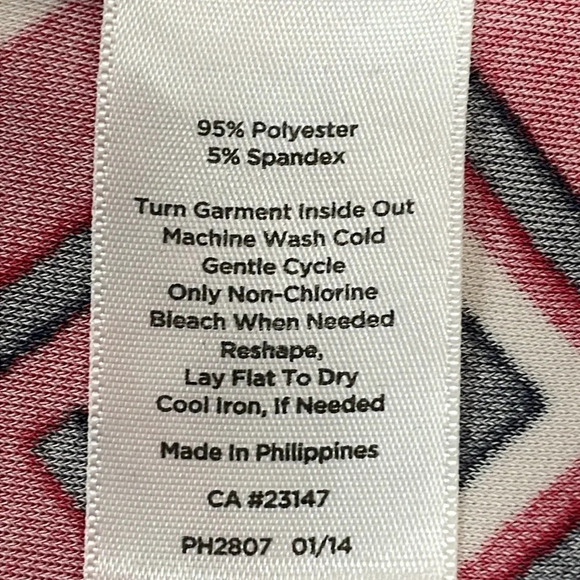 95% Polyester
5% Spandex
Turn Garment Inside Out
Machine Wash Cold
Gentle Cycle
Only Non-Chlorine
Bleach When Needed
Reshape,
Lay Flat To Dry
Cool Iron, If Needed
Made In Philippines
CA #23147
PH2807 01/14